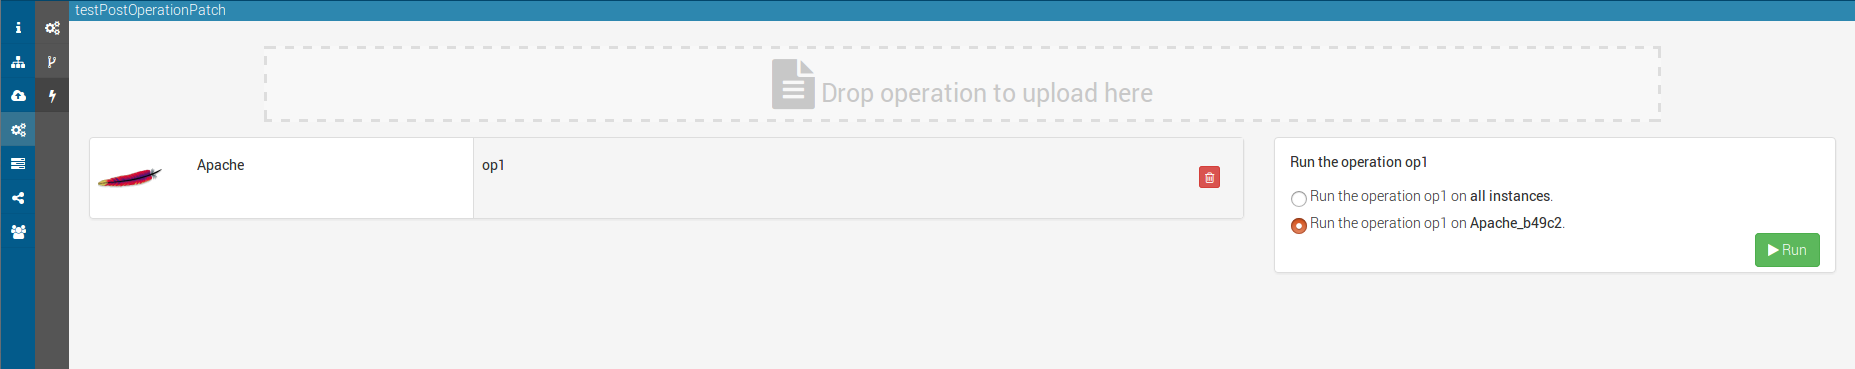 testPostOperationPatch
Drop operation to upload here
Apache
op1
Run the operation op1
Run the operation op1 on all instances.
Run the operation op1 on Apache_b49c2.
Run